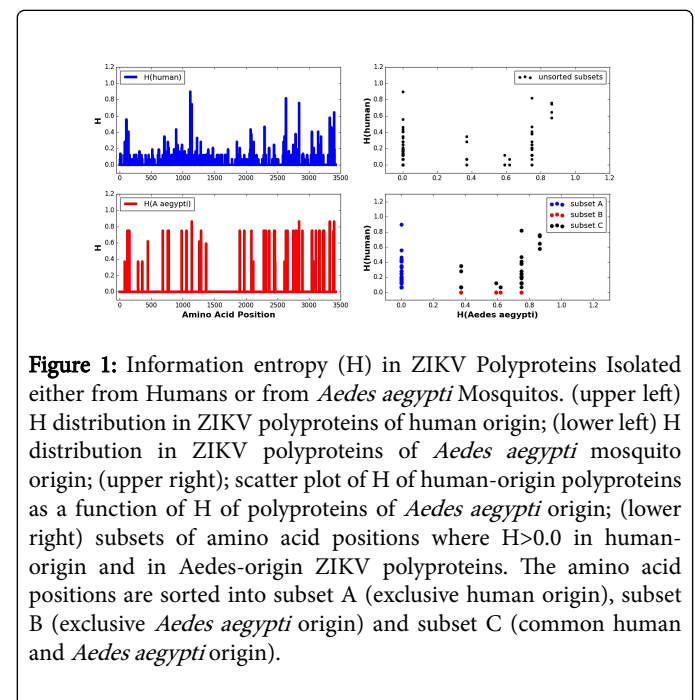 1.2
1.0
0.8
0.6
0.4
0.2
0.0
H
H(human)
0 500 1000 1500 2000 2500 3000 3500
1.2
1.0
0.8
0.6
0.4
0.2
0.0
H(human)
unsorted subsets
0.0 0.2 0.4 0.6 0.8 1.0 1.2
1.2
1.0
0.8
0.6
0.4
0.2
0.0
H
H(A aegypti)
0 500 1000 1500 2000 2500 3000 3500
Amino Acid Position
1.2
1.0
0.8
0.6
0.4
0.2
0.0
H(human)
subset A
subset B
subset C
0.0 0.2 0.4 0.6 0.8 1.0 1.2
H(Aedes aegypti)
Figure 1: Information entropy (H) in ZIKV Polyproteins Isolated
either from Humans or from Aedes aegypti Mosquitos. (upper left)
H distribution in ZIKV polyproteins of human origin; (lower left) H
distribution in ZIKV polyproteins of Aedes aegypti mosquito
origin; (upper right); scatter plot of H of human-origin polyproteins
as a function of H of polyproteins of Aedes aegypti origin; (lower
right) subsets of amino acid positions where H>0.0 in human-
origin and in Aedes-origin ZIKV polyproteins. The amino acid
positions are sorted into subset A (exclusive human origin), subset
B (exclusive Aedes aegypti origin) and subset C (common human
and Aedes aegypti origin).